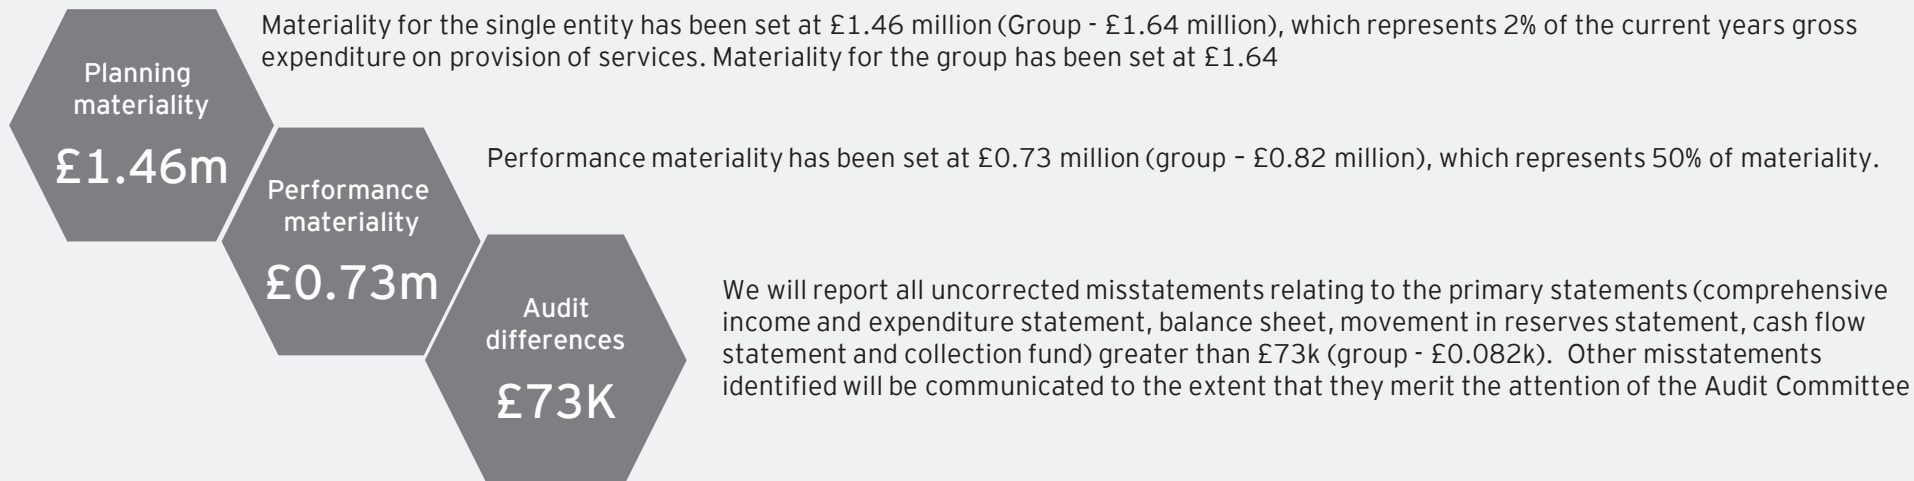 Materiality for the single entity has been set at £1.46 million (Group - £1.64 million), which represents 2% of the current years gross
expenditure on provision of services. Materiality for the group has been set at £1.64
Planning
materiality
£1.46m
Performance materiality has been set at £0.73 million (group – £0.82 million), which represents 50% of materiality.
Performance
materiality
£0.73m
We will report all uncorrected misstatements relating to the primary statements (comprehensive
income and expenditure statement, balance sheet, movement in reserves statement, cash flow
statement and collection fund) greater than £73k (group - £0.082k).  Other misstatements
identified will be communicated to the extent that they merit the attention of the Audit Committee
Audit
differences
£73K